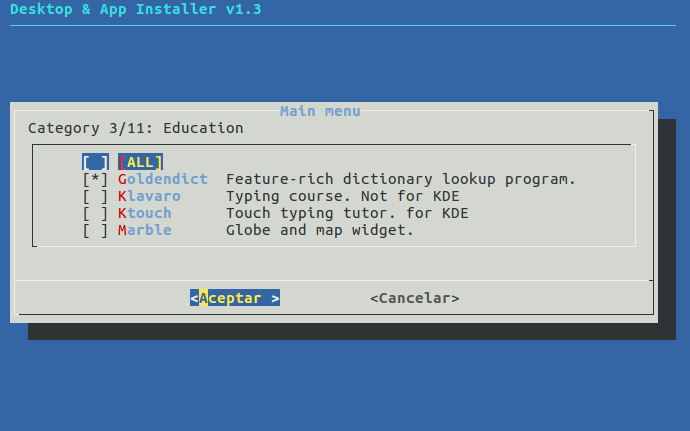 Desktop & App Installer v1.3
Main menu
Category 3/11: Education
[ ] [ALL]
[*] Goldendict Feature-rich dictionary lookup program.
[ ] Klavaro Typing course. Not for KDE
[ ] Ktouch Touch typing tutor. for KDE
[ ] Marble Globe and map widget.
<Aceptar > <Cancelar>